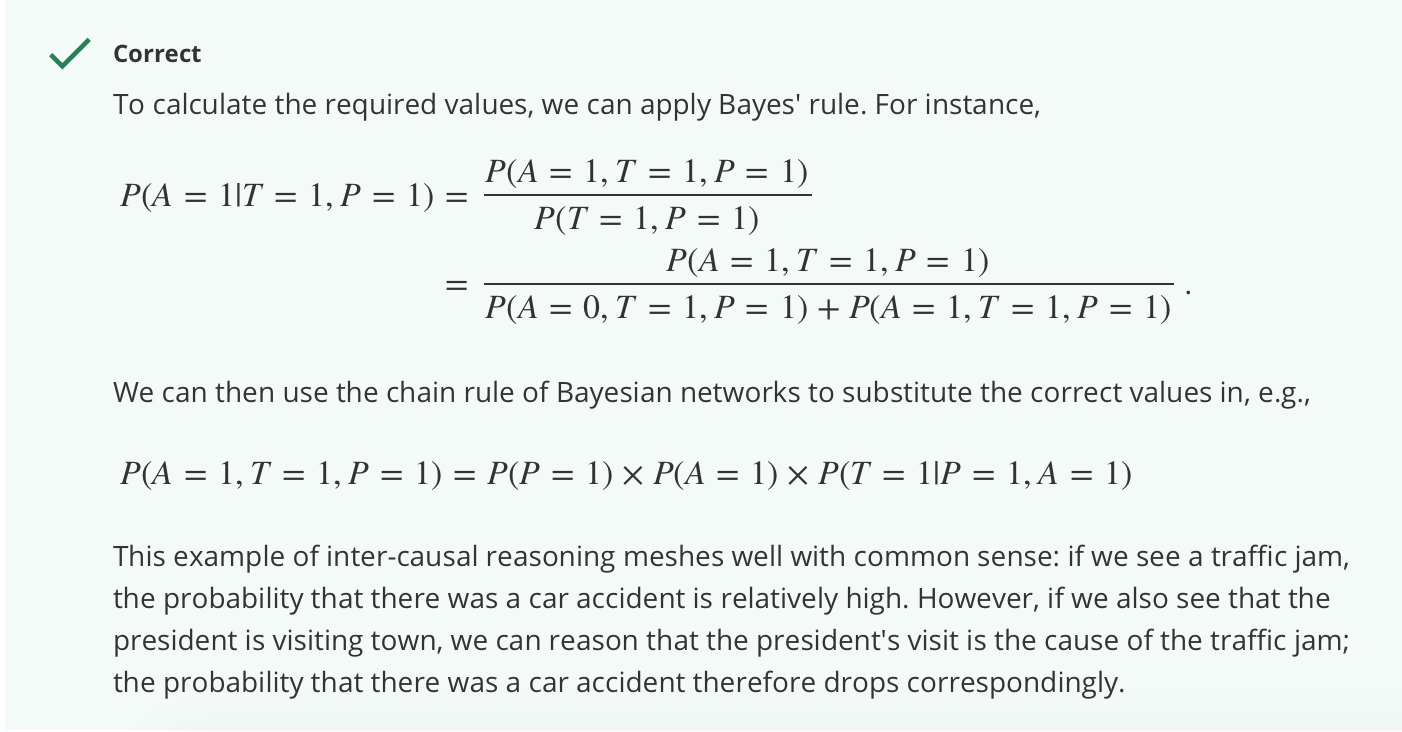 Correct
To calculate the required values, we can apply Bayes' rule. For instance,
P(A = 1|T = 1, P = 1) = \frac{P(A = 1, T = 1, P = 1)}{P(T = 1, P = 1)}
= \frac{P(A = 1, T = 1, P = 1)}{P(A = 0, T = 1, P = 1) + P(A = 1, T = 1, P = 1)} .
We can then use the chain rule of Bayesian networks to substitute the correct values in, e.g.,
P(A = 1, T = 1, P = 1) = P(P = 1) × P(A = 1) × P(T = 1|P = 1, A = 1)
This example of inter-causal reasoning meshes well with common sense: if we see a traffic jam,
the probability that there was a car accident is relatively high. However, if we also see that the
president is visiting town, we can reason that the president's visit is the cause of the traffic jam;
the probability that there was a car accident therefore drops correspondingly.